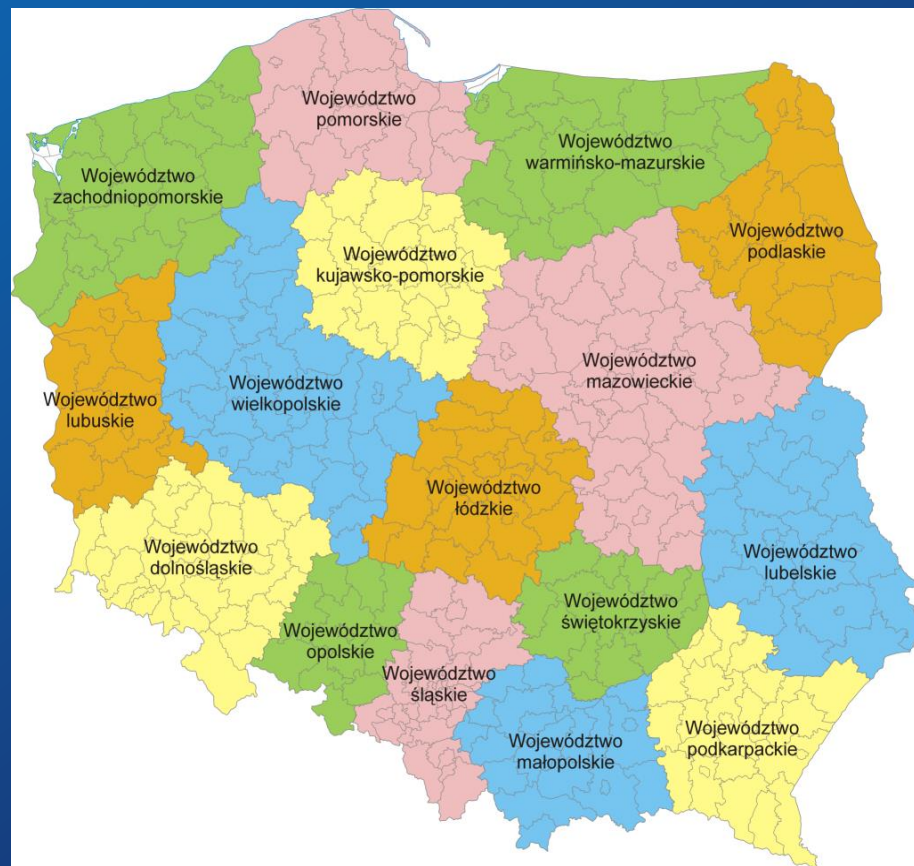 Województwo
pomorskie
Województwo
zachodniopomorskie
Województwo
warmińsko-mazurskie
Województwo
podlaskie
Województwo
kujawsko-pomorskie
Województwo
mazowieckie
Województwo
wielkopolskie
Województwo
lubuskie
Województwo
łódzkie
Województwo
dolnośląskie
Województwo
lubelskie
Województwo
świętokrzyskie
Województwo
opolskie
Województwo
śląskie
Województwo
podkarpackie
Województwo
małopolskie